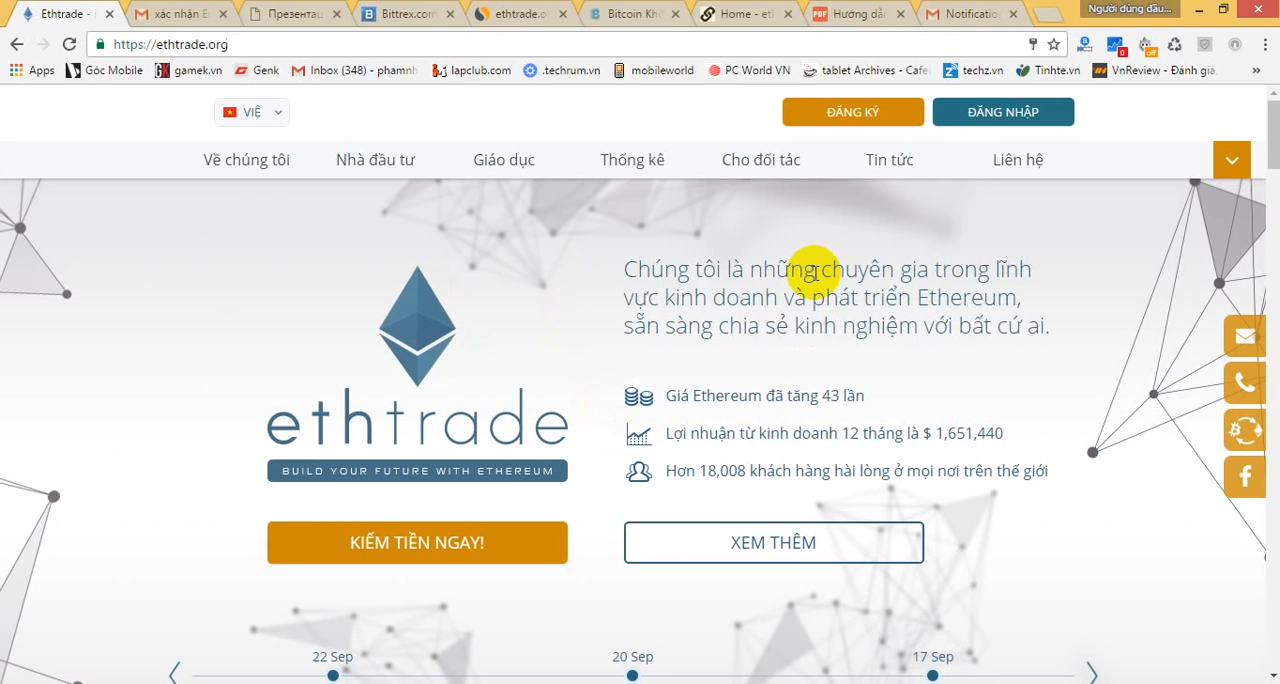 Ethtrade -
xác nhận E
Презентац
Bittrex.com
ethtrade.o
Bitcoin Khô
Home - eth
PDF
Hướng dẫn
Notification
Người dùng đầu...
https://ethtrade.org
0
off
Apps
Góc Mobile
gamek.vn
Genk
Inbox (348) - phamnh
lapclub.com
.techrum.vn
mobileworld
PC World VN
tablet Archives - Cafe
techz.vn
Tinhte.vn
VnReview - Đánh giá
»
VIỆ
ĐĂNG KÝ
ĐĂNG NHẬP
Về chúng tôi
Nhà đầu tư
Giáo dục
Thống kê
Cho đối tác
Tin tức
Liên hệ
Chúng tôi là những chuyên gia trong lĩnh
vực kinh doanh và phát triển Ethereum,
sẵn sàng chia sẻ kinh nghiệm với bất cứ ai.
ethtrade
BUILD YOUR FUTURE WITH ETHEREUM
Giá Ethereum đã tăng 43 lần
Lợi nhuận từ kinh doanh 12 tháng là $ 1,651,440
Hơn 18,008 khách hàng hài lòng ở mọi nơi trên thế giới
KIẾM TIỀN NGAY!
XEM THÊM
22 Sep
20 Sep
17 Sep